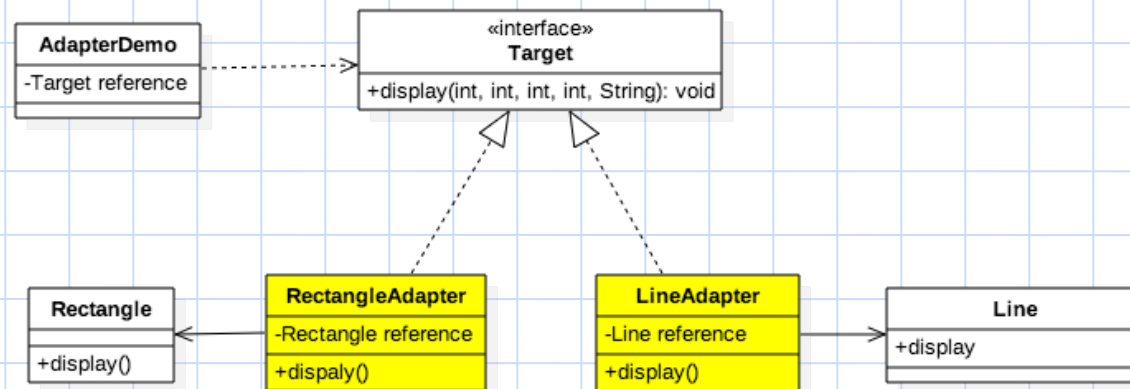 AdapterDemo
-Target reference
«interface»
Target
+display(int, int, int, int, String): void
Rectangle
+display()
RectangleAdapter
-Rectangle reference
+dispaly()
LineAdapter
-Line reference
+display()
Line
+display